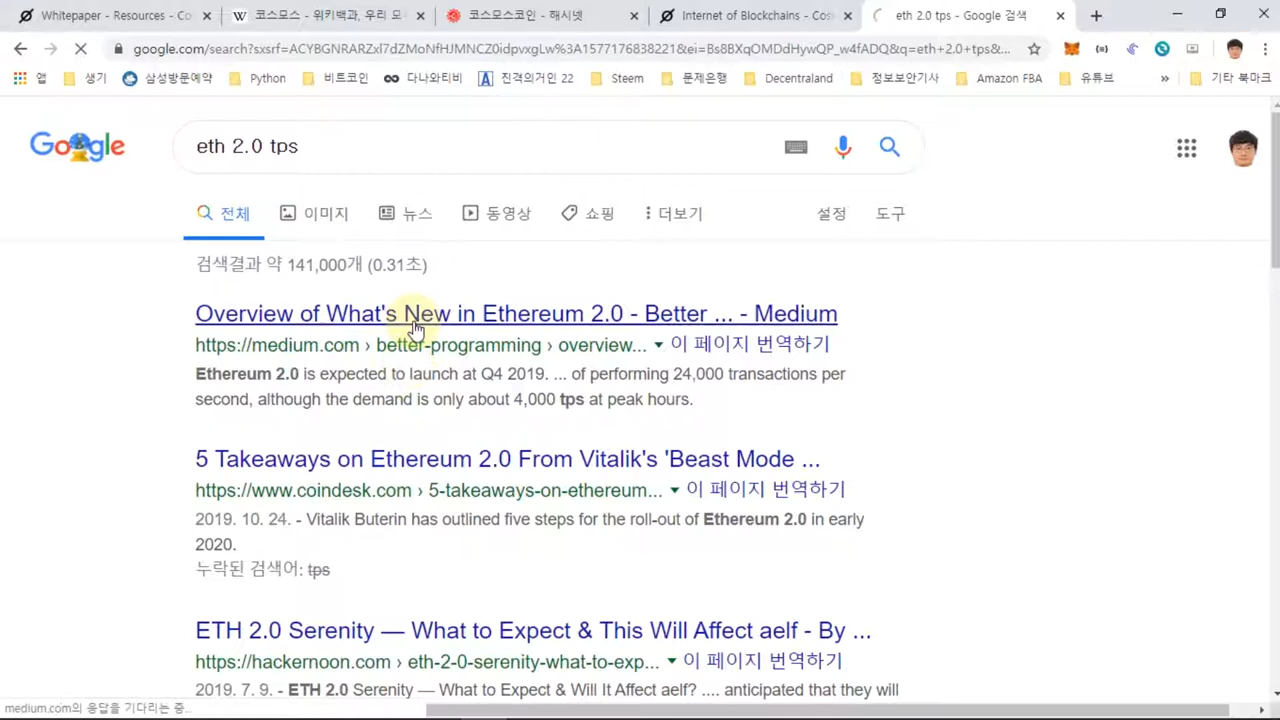 Whitepaper - Resources - Co
코스모스 - 위키백과, 우리 모
코스모스코인 - 해시넷
Internet of Blockchains - Cos
eth 2.0 tps - Google 검색
google.com/search?sxsrf=ACYBGNRARZxl7dZMoNfHJMNCZ0idpvxgLw%3A1577176838221&ei=Bs8BXqOMDdHywQP_w4fADQ&q=eth+2.0+tps&...
앱
생기
삼성방문예약
Python
비트코인
다나와티비
진격의거인 22
Steem
문제은행
Decentraland
정보보안기사
Amazon FBA
유튜브
»
기타 북마크
Google
eth 2.0 tps
전체
이미지
뉴스
동영상
쇼핑
더보기
설정
도구
검색결과 약 141,000개 (0.31초)
Overview of What's New in Ethereum 2.0 - Better ... - Medium
https://medium.com › better-programming › overview... ▼ 이 페이지 번역하기
Ethereum 2.0 is expected to launch at Q4 2019. ... of performing 24,000 transactions per
second, although the demand is only about 4,000 tps at peak hours.
5 Takeaways on Ethereum 2.0 From Vitalik's 'Beast Mode ...
https://www.coindesk.com › 5-takeaways-on-ethereum... ▼ 이 페이지 번역하기
2019. 10. 24. - Vitalik Buterin has outlined five steps for the roll-out of Ethereum 2.0 in early
2020.
누락된 검색어: tps
ETH 2.0 Serenity — What to Expect & This Will Affect aelf - By ...
https://hackernoon.com › eth-2-0-serenity-what-to-exp... ▼ 이 페이지 번역하기
2019. 7. 9. - ETH 2.0 Serenity — What to Expect & Will It Affect aelf? .... anticipated that they will
medium.com의 응답을 기다리는 중...